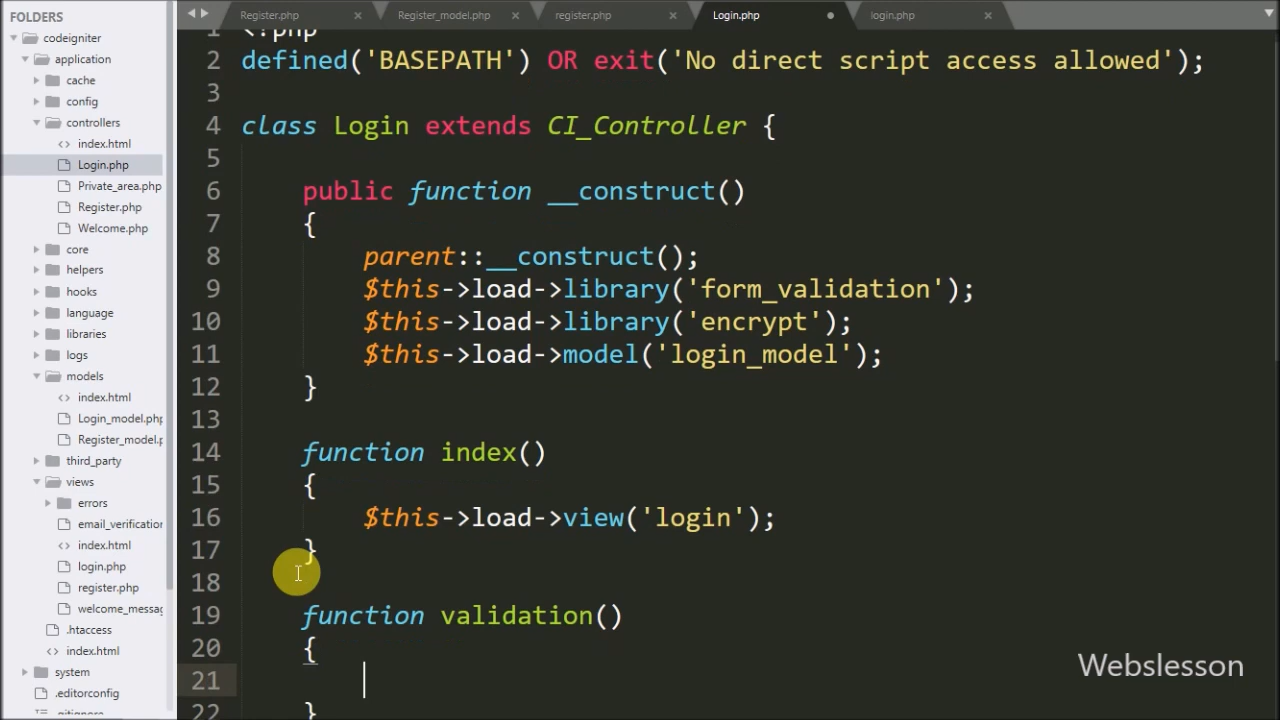 FOLDERS
codeigniter
application
cache
config
controllers
index.html
Login.php
Private_area.php
Register.php
Welcome.php
core
helpers
hooks
language
libraries
logs
models
index.html
Login_model.php
Register_model.p
third_party
views
errors
email_verification
index.html
login.php
register.php
welcome_messag
.htaccess
index.html
system
.editorconfig
.gitignore
Register.php
Register_model.php
register.php
Login.php
login.php
1 <?php
2 defined('BASEPATH') OR exit('No direct script access allowed');
3
4 class Login extends CI_Controller {
5
6 public function __construct()
7 {
8 parent::__construct();
9 $this->load->library('form_validation');
10 $this->load->library('encrypt');
11 $this->load->model('login_model');
12 }
13
14 function index()
15 {
16 $this->load->view('login');
17 }
18
19 function validation()
20 {
21
22 }
Webslesson